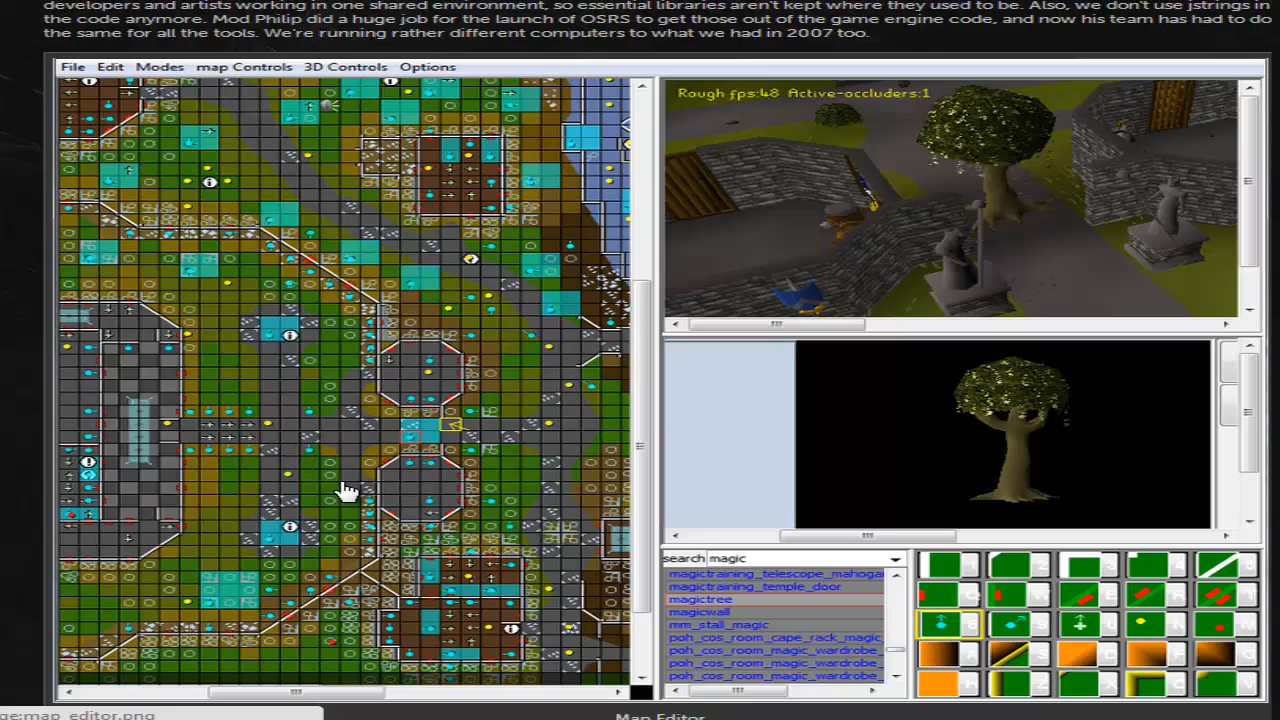 developers and artists working in one shared environment, so essential libraries aren't kept where they used to be. Also, we don't use jstrings in
the code anymore. Mod Philip did a huge job for the launch of OSRS to get those out of the game engine code, and now his team has had to do
the same for all the tools. We're running rather different computers to what we had in 2007 too.
File Edit Modes map Controls 3D Controls Options
Rough fps:48 Active-occluders:1
search magic
magictraining_telescope_mahogar
magictraining_temple_door
magictree
magicwall
mm_stall_magic
poh_cos_room_cape_rack_magic_
poh_cos_room_magic_wardrobe_
poh_cos_room_magic_wardrobe_
poh_cos_room_magic_wardrobe_
ge:map_editor.png
Map Editor